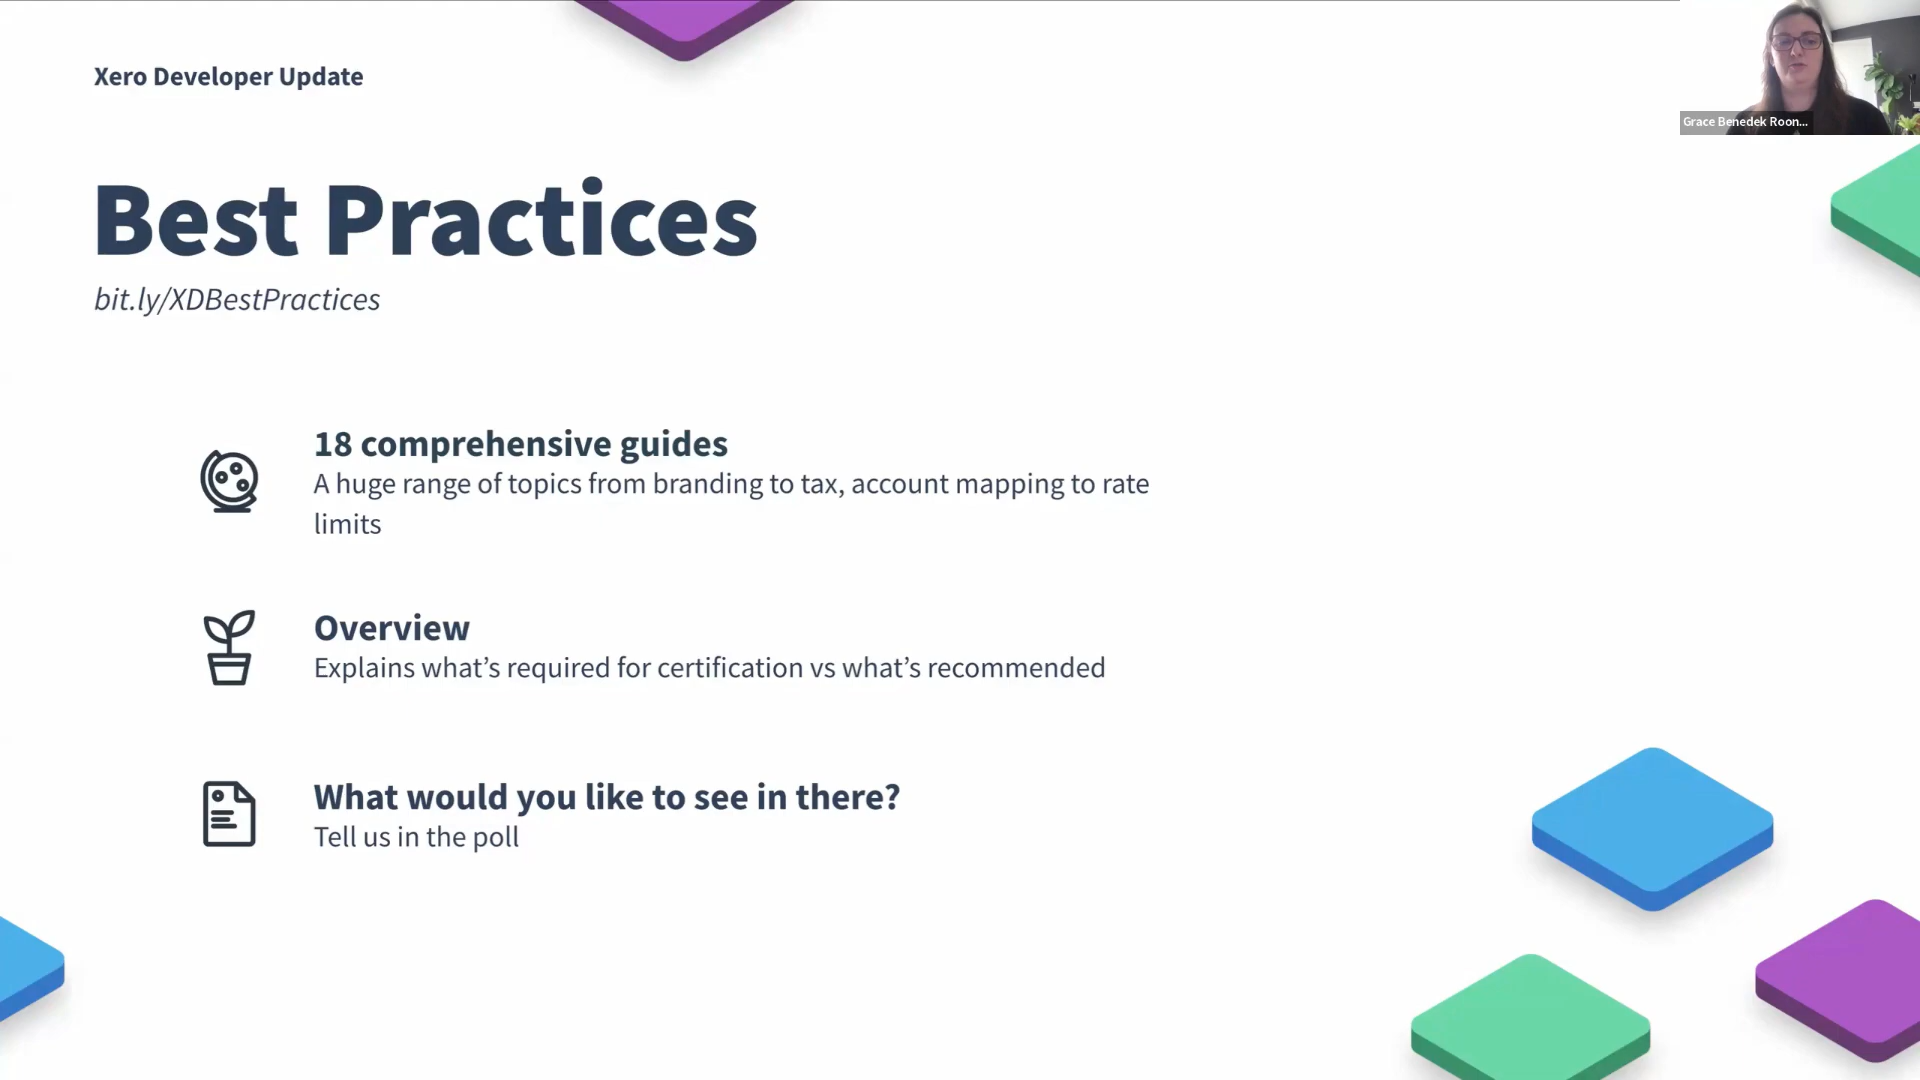 Xero Developer Update
Grace Benedek Roon...
Best Practices
bit.ly/XDBestPractices
18 comprehensive guides
A huge range of topics from branding to tax, account mapping to rate
limits
Overview
Explains what’s required for certification vs what’s recommended
What would you like to see in there?
Tell us in the poll